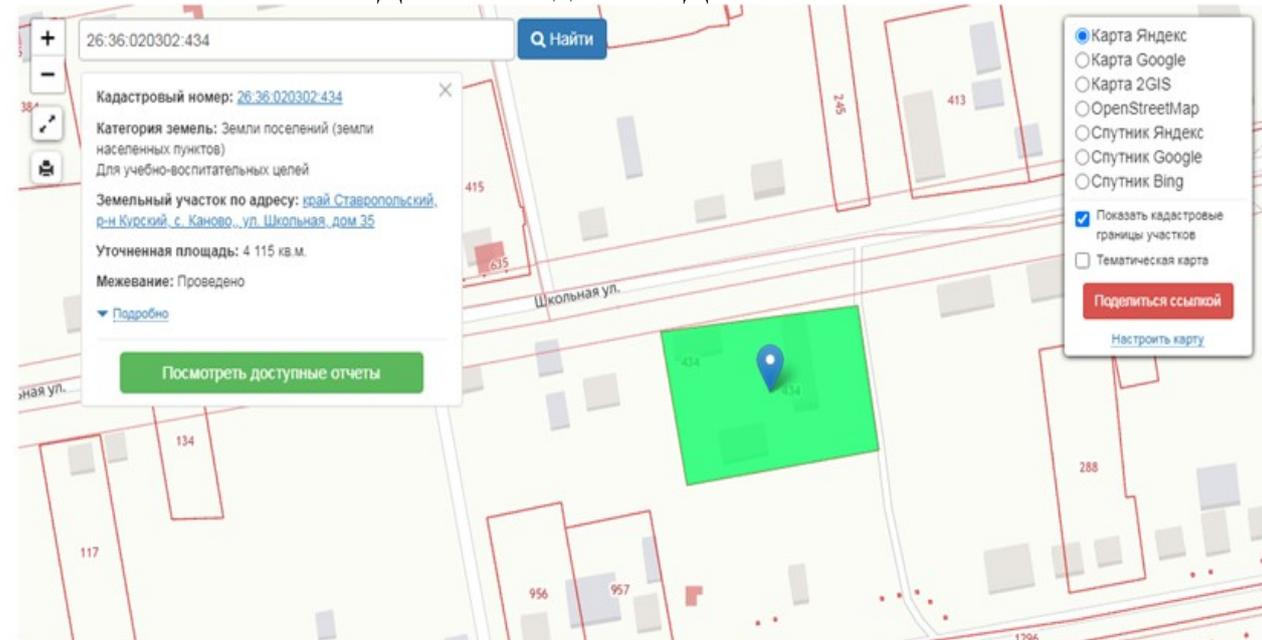 +
26:36:020302:434
Найти
−
Кадастровый номер: 26:36:020302:434
×
Категория земель: Земли поселений (земли
населенных пунктов)
Для учебно-воспитательных целей
Земельный участок по адресу: край Ставропольский,
р-н Курский, с. Каново,, ул. Школьная, дом 35
Уточненная площадь: 4 115 кв.м.
Межевание: Проведено
Подробно
Посмотреть доступные отчеты
Карта Яндекс
Карта Google
Карта 2GIS
OpenStreetMap
Спутник Яндекс
Спутник Google
Спутник Bing
Показать кадастровые
границы участков
Тематическая карта
Поделиться ссылкой
Настроить карту
384
245
413
415
635
Школьная ул.
434
434
ьная ул.
134
117
288
956
957
1296